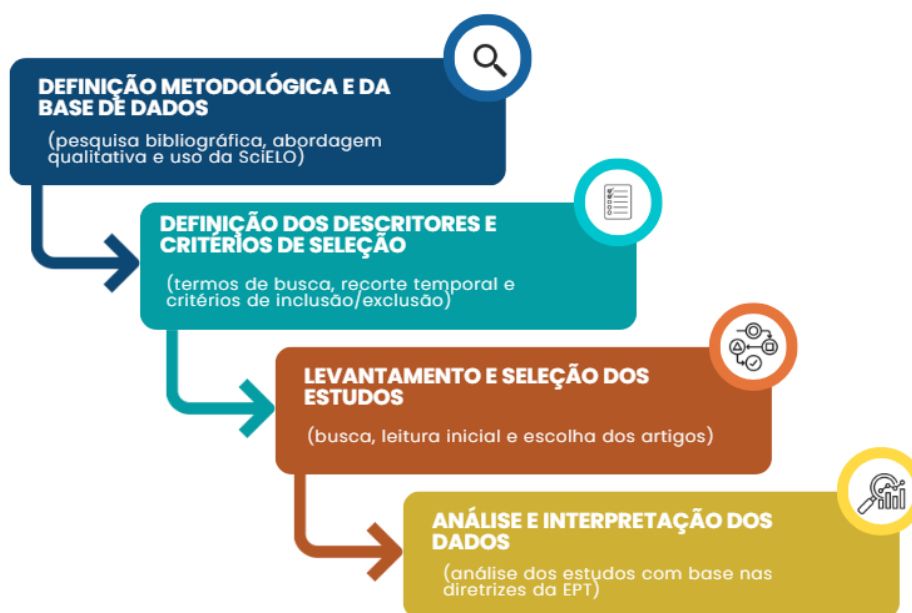 DEFINIÇÃO METODOLÓGICA E DA
BASE DE DADOS
(pesquisa bibliográfica, abordagem
qualitativa e uso da SciELO)
DEFINIÇÃO DOS DESCRITORES E
CRITÉRIOS DE SELEÇÃO
(termos de busca, recorte temporal e
critérios de inclusão/exclusão)
LEVANTAMENTO E SELEÇÃO DOS
ESTUDOS
(busca, leitura inicial e escolha dos artigos)
ANÁLISE E INTERPRETAÇÃO DOS
DADOS
(análise dos estudos com base nas
diretrizes da EPT)